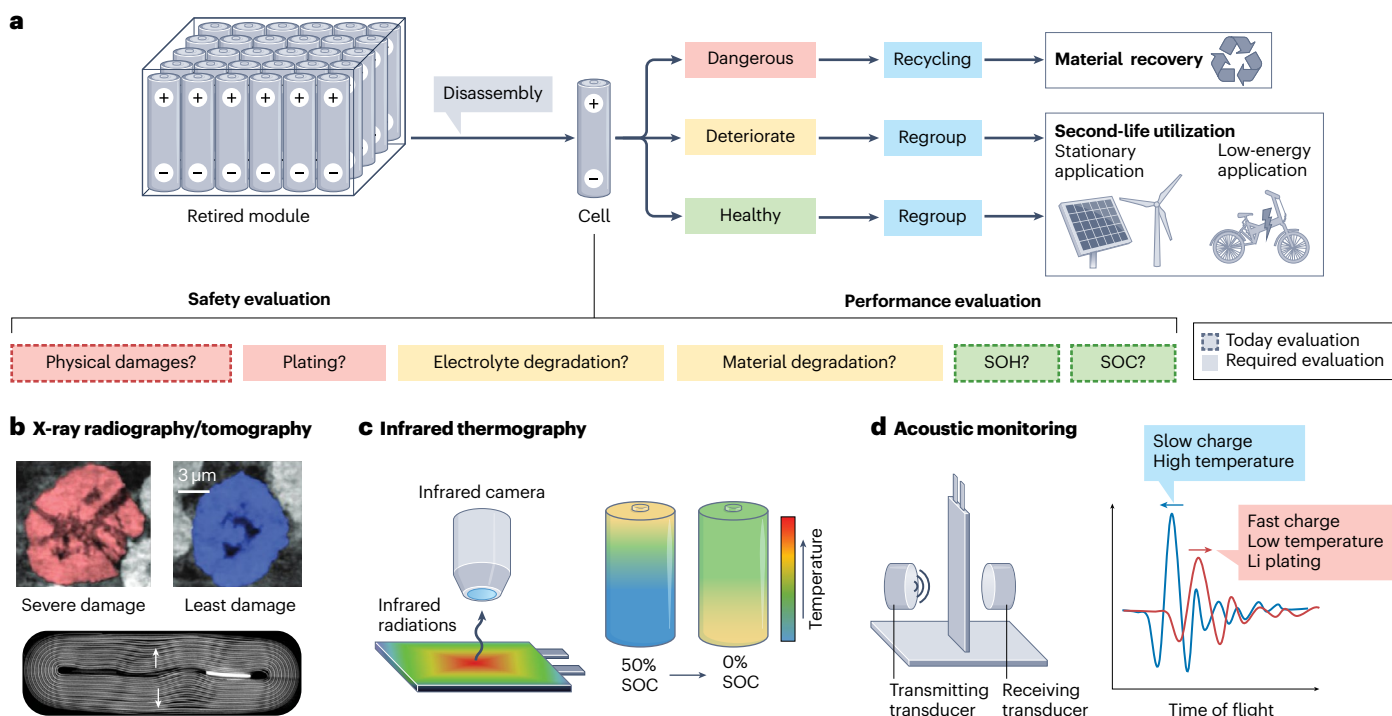 a
Dangerous
Recycling
Material recovery
Disassembly
+ + + + + +
+
Deteriorate
Regroup
Second-life utilization
Stationary
application
Low-energy
application
− − − − − −
−
Retired module
Cell
Healthy
Regroup
Safety evaluation
Performance evaluation
Physical damages?
Plating?
Electrolyte degradation?
Material degradation?
SOH?
SOC?
Today evaluation
Required evaluation
b X-ray radiography/tomography
3 µm
Severe damage
Least damage
c Infrared thermography
Infrared camera
Infrared
radiations
50%
SOC
0%
SOC
Temperature
d Acoustic monitoring
Transmitting
transducer
Receiving
transducer
Slow charge
High temperature
Fast charge
Low temperature
Li plating
Time of flight